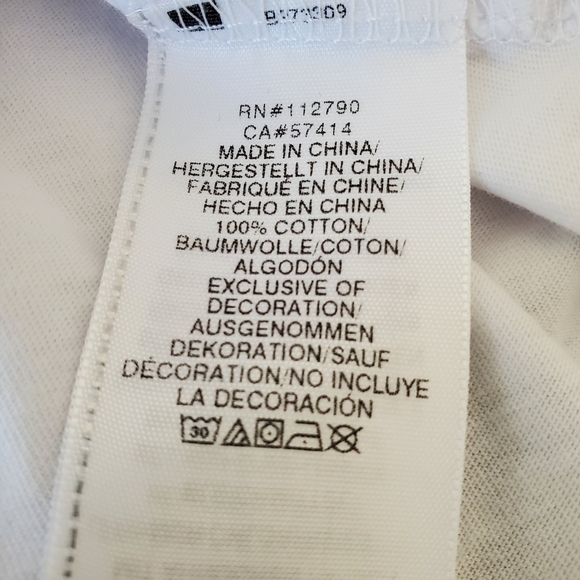 RN#112790
CA#57414
MADE IN CHINA/
HERGESTELLT IN CHINA/
FABRIQUÉ EN CHINE/
HECHO EN CHINA
100% COTTON/
BAUMWOLLE/COTON/
ALGODÓN
EXCLUSIVE OF
DECORATION/
AUSGENOMMEN
DEKORATION/SAUF
DÉCORATION/NO INCLUYE
LA DECORACIÓN
30